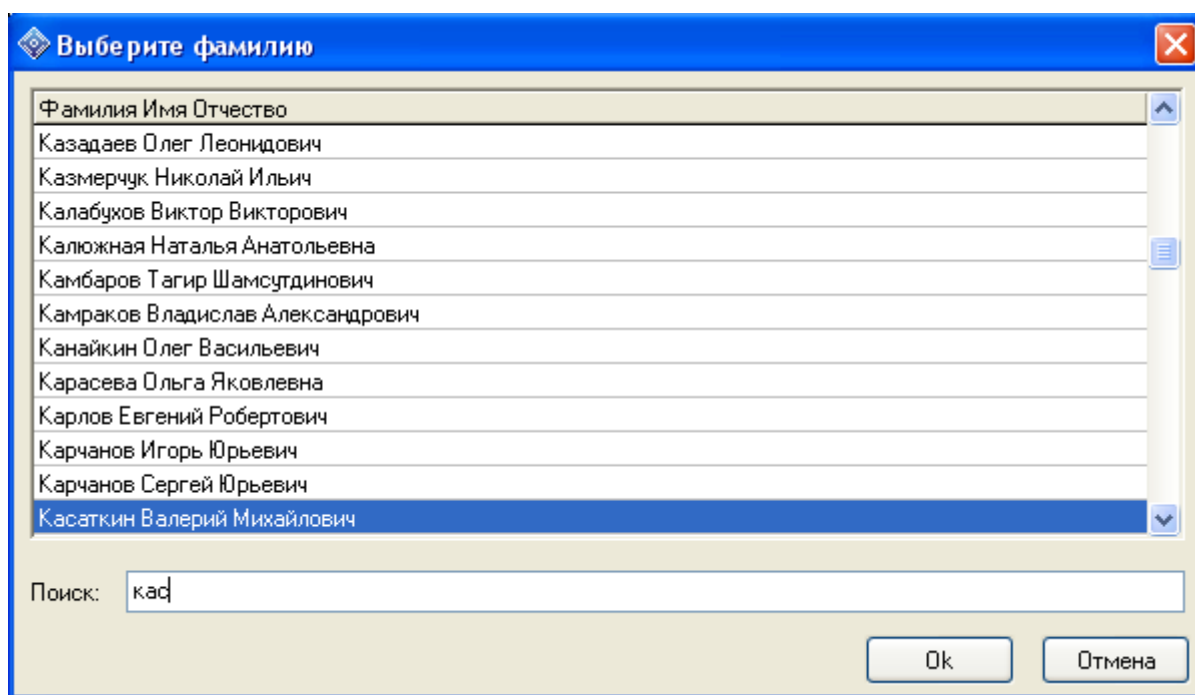 Выберите фамилию
Фамилия Имя Отчество
Казадаев Олег Леонидович
Казмерчук Николай Ильич
Калабухов Виктор Викторович
Калюжная Наталья Анатольевна
Камбаров Тагир Шамсутдинович
Камраков Владислав Александрович
Канайкин Олег Васильевич
Карасева Ольга Яковлевна
Карлов Евгений Робертович
Карчанов Игорь Юрьевич
Карчанов Сергей Юрьевич
Касаткин Валерий Михайлович
Поиск: кас
Ok Отмена